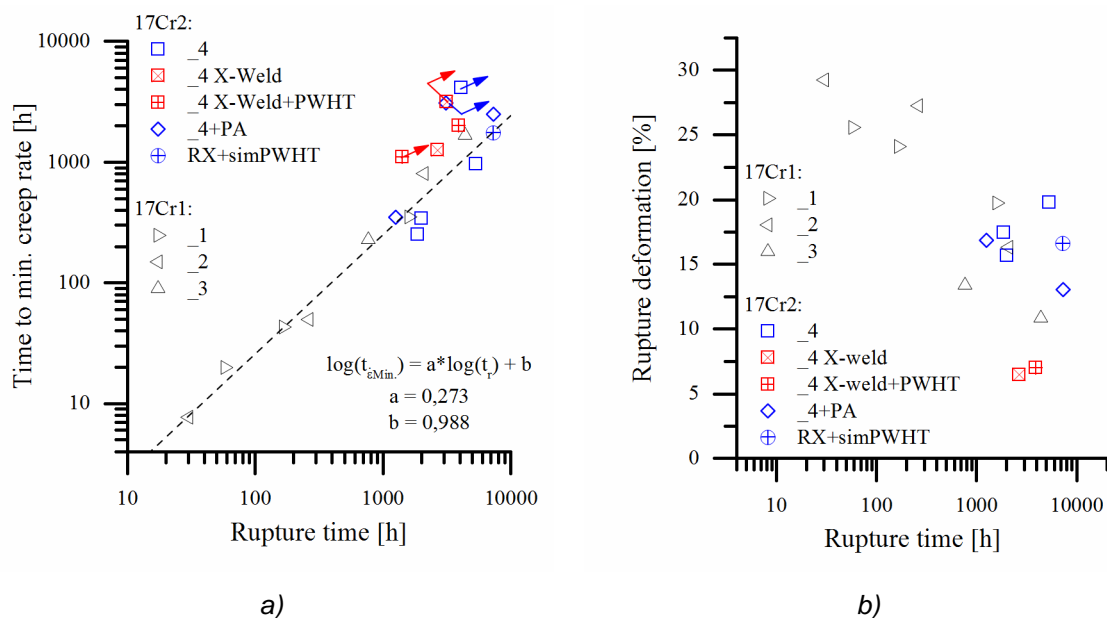 17Cr2:
_4
_4 X-Weld
_4 X-Weld+PWHT
_4+PA
RX+simPWHT
17Cr1:
_1
_2
_3
log(tε̇Min.) = a*log(tr) + b
a = 0,273
b = 0,988
Time to min. creep rate [h]
10000
1000
100
10
10 100 1000 10000
Rupture time [h]
a)
17Cr1:
_1
_2
_3
17Cr2:
_4
_4 X-weld
_4 X-weld+PWHT
_4+PA
RX+simPWHT
Rupture deformation [%]
30
25
20
15
10
5
0
10 100 1000 10000
Rupture time [h]
b)